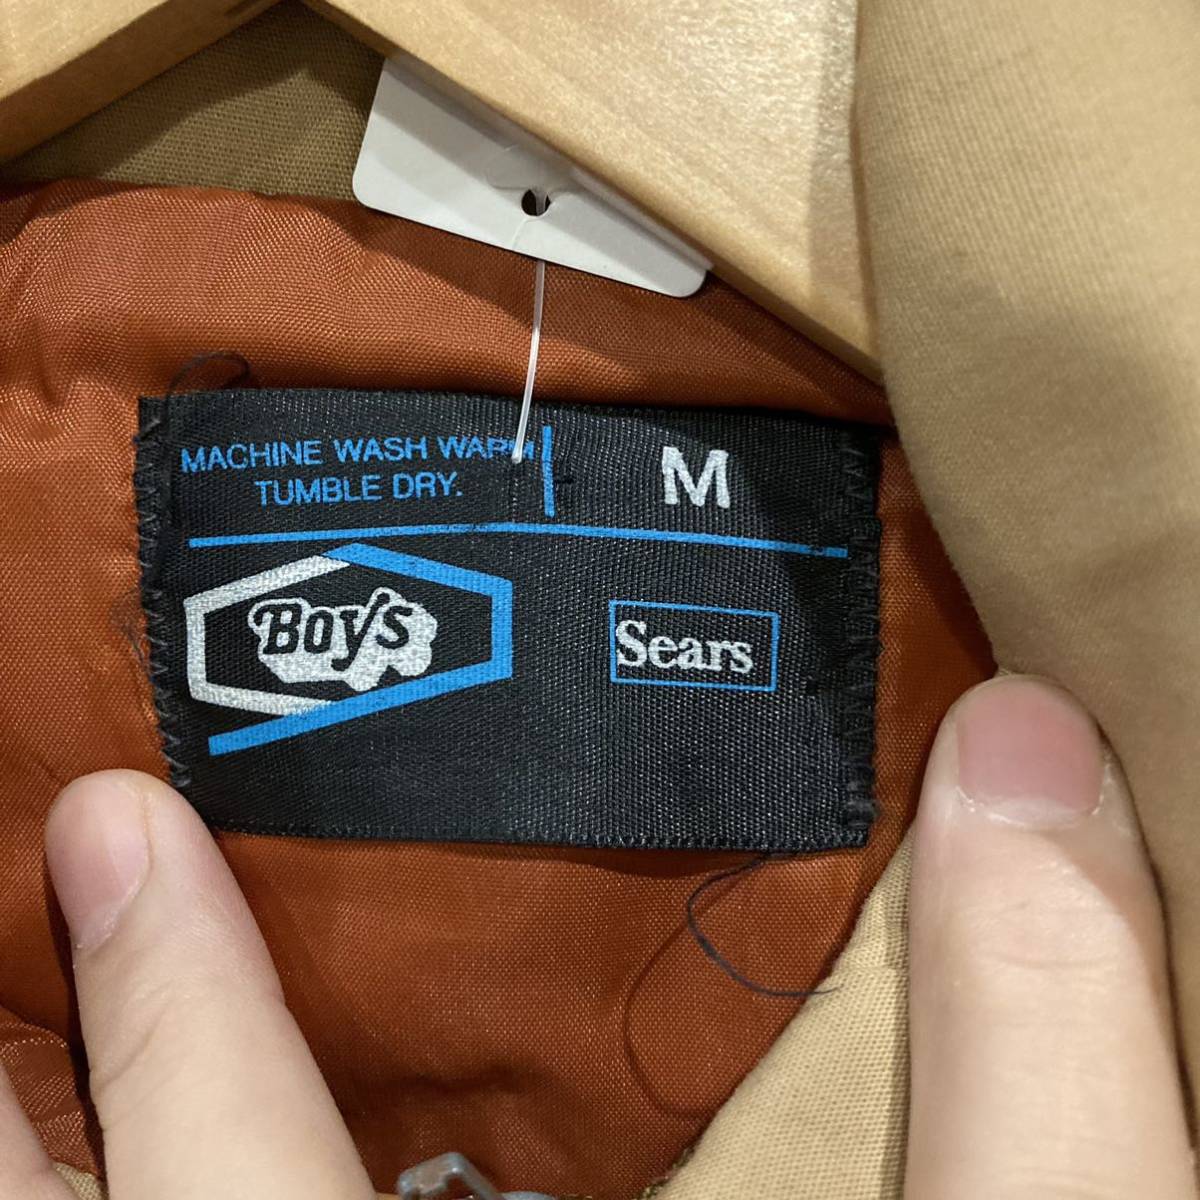 MACHINE WASH WARM
TUMBLE DRY.
M
Boy's
Sears